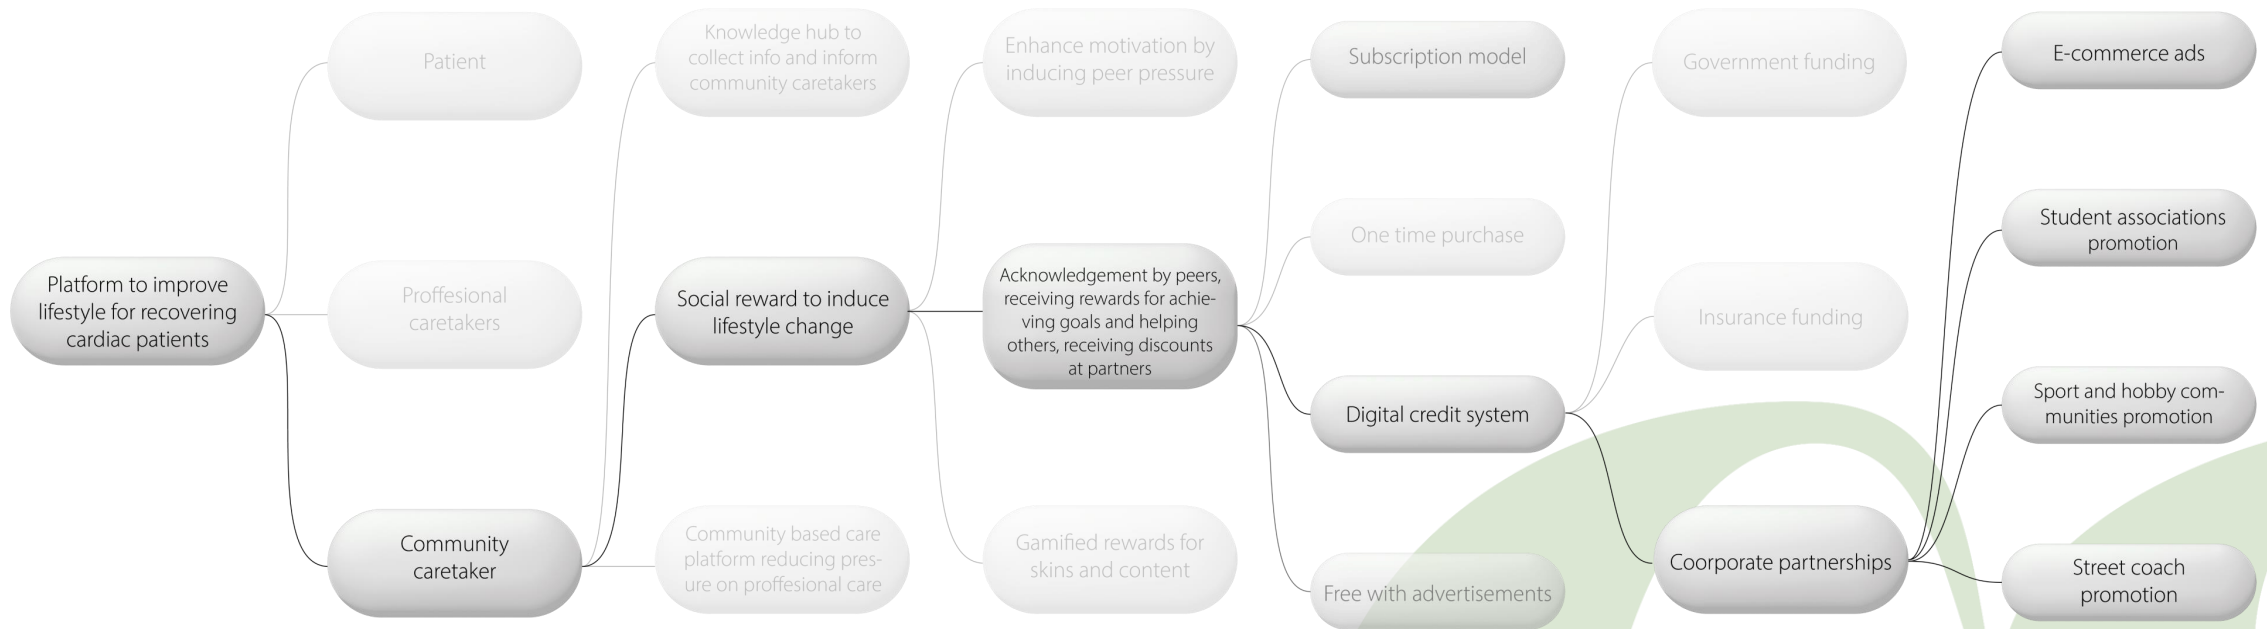 Platform to improve
lifestyle for recovering
cardiac patients
Patient
Proffesional
caretakers
Community
caretaker
Knowledge hub to
collect info and inform
community caretakers
Social reward to induce
lifestyle change
Community based care
platform reducing pres-
ure on proffesional care
Enhance motivation by
inducing peer pressure
Acknowledgement by peers,
receiving rewards for achie-
ving goals and helping
others, receiving discounts
at partners
Gamified rewards for
skins and content
Subscription model
One time purchase
Digital credit system
Free with advertisements
Government funding
Insurance funding
Coorporate partnerships
E-commerce ads
Student associations
promotion
Sport and hobby com-
munities promotion
Street coach
promotion